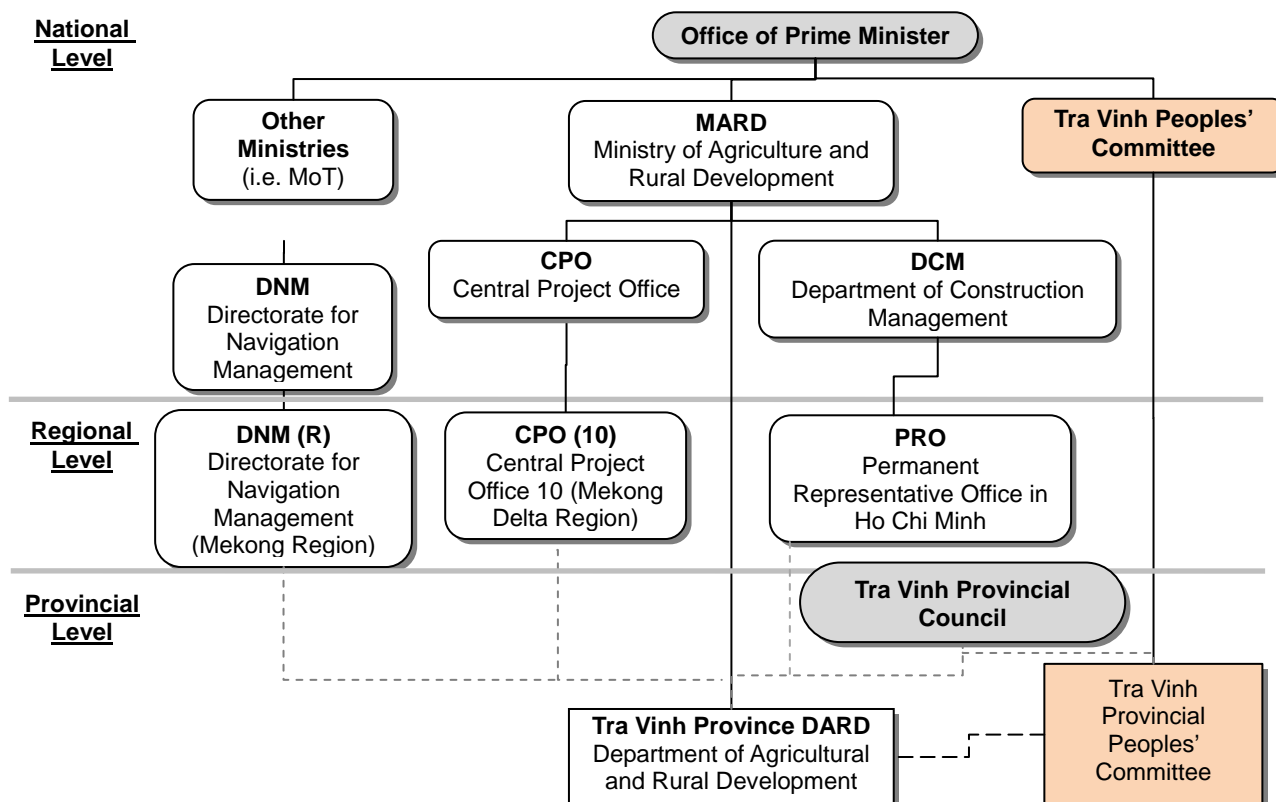 National
Level
Office of Prime Minister
Other
Ministries
(i.e. MoT)
MARD
Ministry of Agriculture and
Rural Development
Tra Vinh Peoples’
Committee
DNM
Directorate for
Navigation
Management
CPO
Central Project Office
DCM
Department of Construction
Management
Regional
Level
DNM (R)
Directorate for
Navigation
Management
(Mekong Region)
CPO (10)
Central Project
Office 10 (Mekong
Delta Region)
PRO
Permanent
Representative Office in
Ho Chi Minh
Provincial
Level
Tra Vinh Provincial
Council
Tra Vinh Province DARD
Department of Agricultural
and Rural Development
Tra Vinh
Provincial
Peoples’
Committee